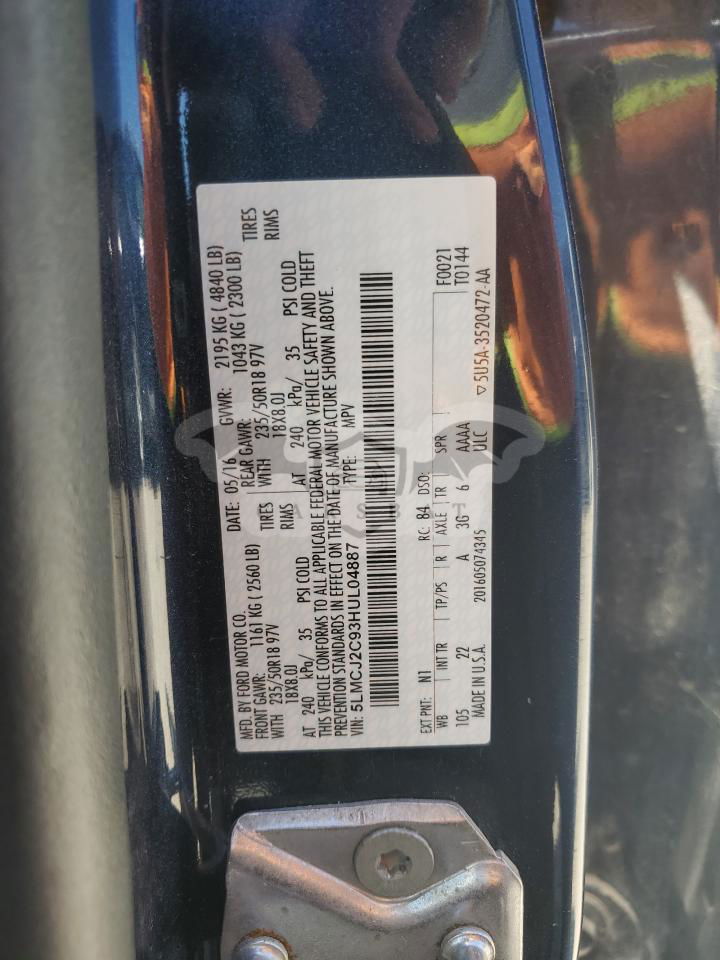 MFD. BY FORD MOTOR CO.
DATE: 05/16 GVWR: 2195 KG ( 4840 LB)
FRONT GAWR: 1161 KG ( 2560 LB)
REAR GAWR: 1043 KG ( 2300 LB)
WITH 235/50R18 97V TIRES
WITH 235/50R18 97V TIRES
18X8.0J RIMS
18X8.0J RIMS
AT 240 kPa/ 35 PSI COLD
AT 240 kPa/ 35 PSI COLD
THIS VEHICLE CONFORMS TO ALL APPLICABLE FEDERAL MOTOR VEHICLE SAFETY AND THEFT
PREVENTION STANDARDS IN EFFECT ON THE DATE OF MANUFACTURE SHOWN ABOVE.
VIN: 5LMCJ2C93HUL04887 TYPE: MPV
EXT PNT: N1 RC: 84 DSO: F0021
WB INT TR TP/PS R AXLE TR SPR T0144
105 22 A 3G 6 AAAA
MADE IN U.S.A. 201605074345 ULC
▽5U5A-3520472-AA
ASBAT